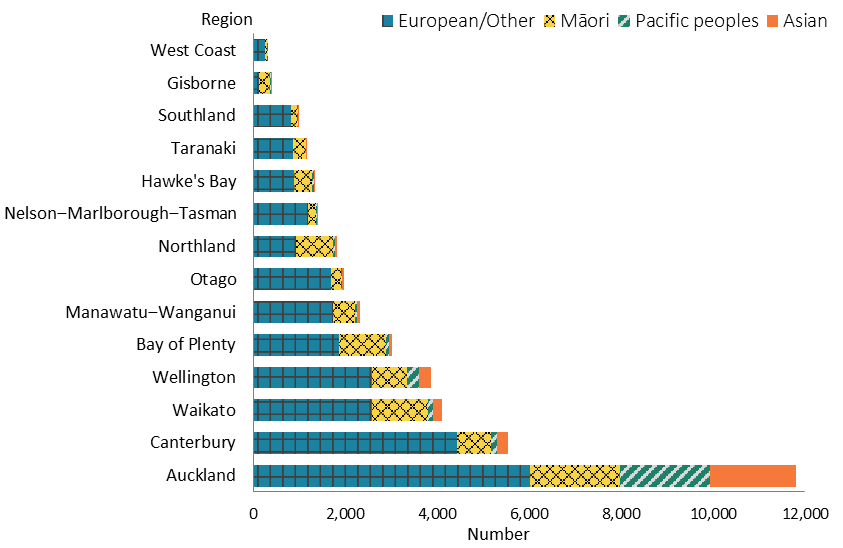 Region
European/Other Māori Pacific peoples Asian
West Coast
Gisborne
Southland
Taranaki
Hawke's Bay
Nelson–Marlborough–Tasman
Northland
Otago
Manawatu–Wanganui
Bay of Plenty
Wellington
Waikato
Canterbury
Auckland
0 2,000 4,000 6,000 8,000 10,000 12,000
Number